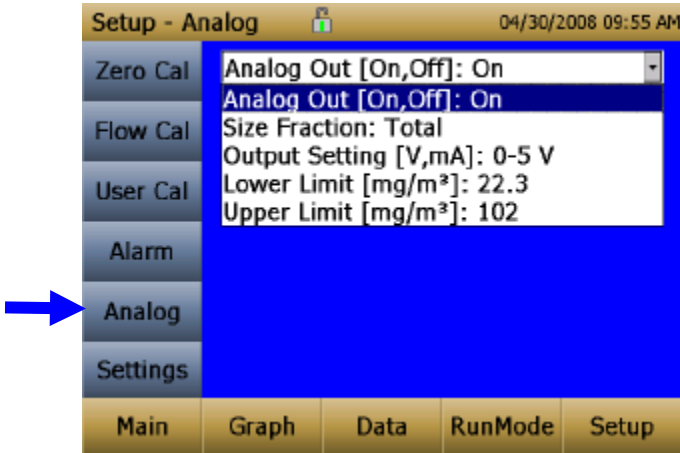 Setup - Analog 04/30/2008 09:55 AM
Zero Cal
Flow Cal
User Cal
Alarm
Analog
Settings
Analog Out [On,Off]: On
Analog Out [On,Off]: On
Size Fraction: Total
Output Setting [V,mA]: 0-5 V
Lower Limit [mg/m³]: 22.3
Upper Limit [mg/m³]: 102
Main Graph Data RunMode Setup